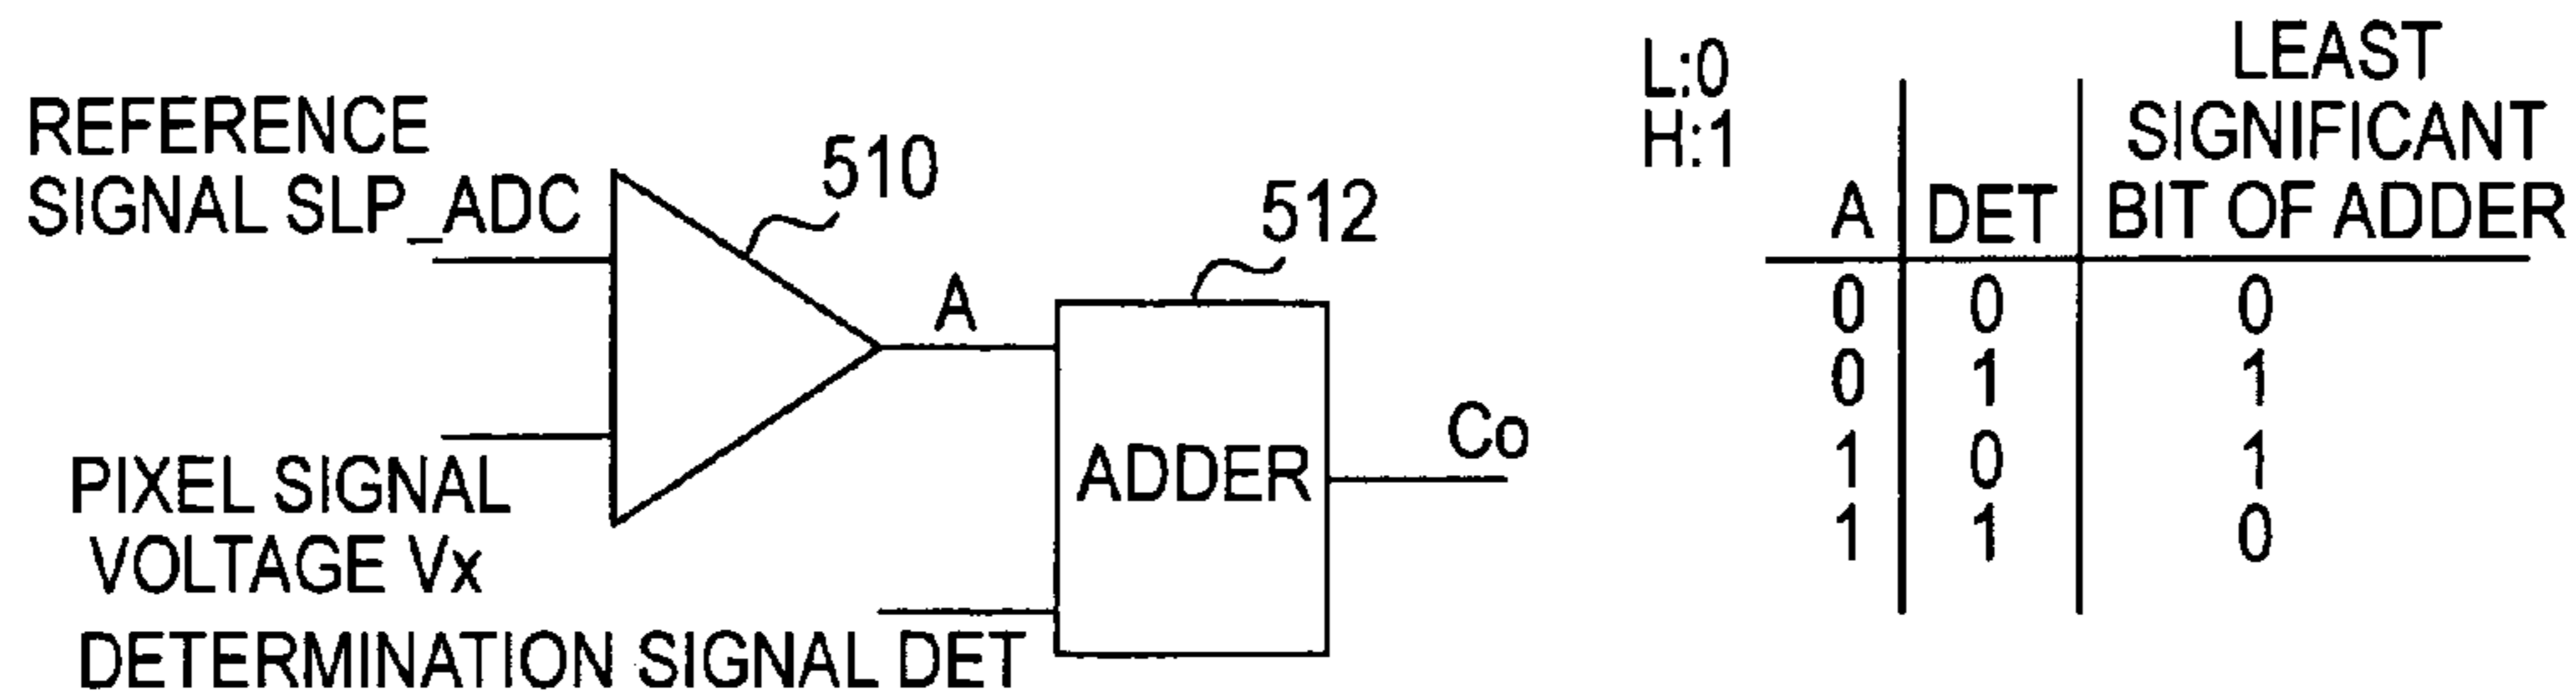 REFERENCE
SIGNAL SLP_ADC
510
A
512
PIXEL SIGNAL
VOLTAGE Vx
ADDER
Co
DETERMINATION SIGNAL DET
L:0
H:1
LEAST
SIGNIFICANT
A DET BIT OF ADDER
0 0 0
0 1 1
1 0 1
1 1 0